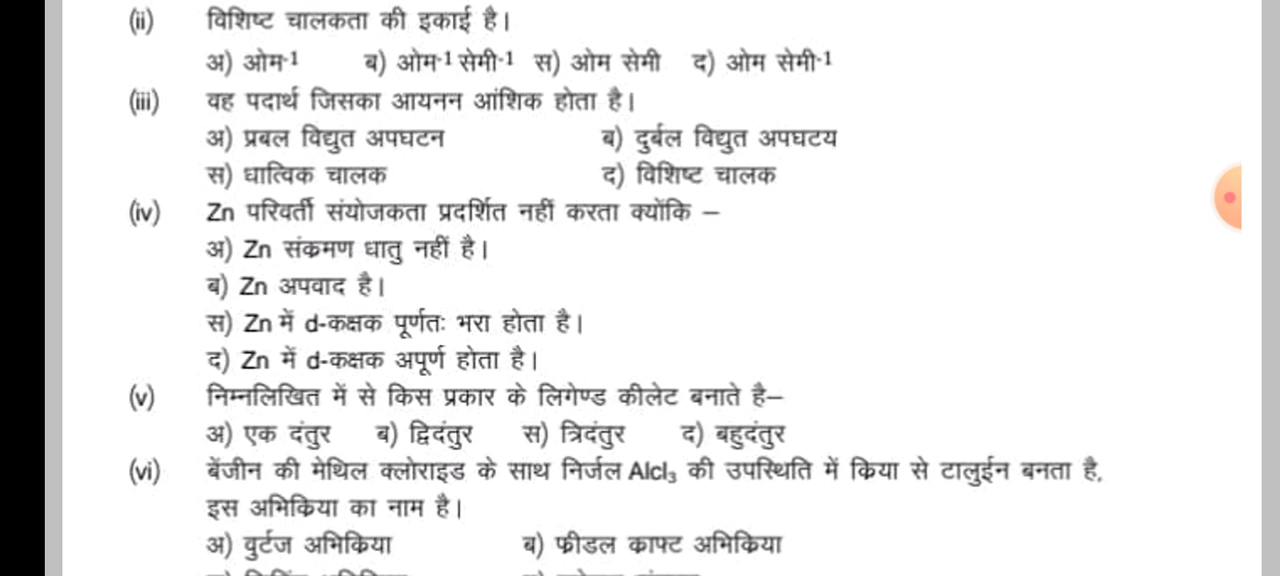 (ii) विशिष्ट चालकता की इकाई है।
अ) ओम-1 ब) ओम-1 सेमी-1 स) ओम सेमी द) ओम सेमी-1
(iii) वह पदार्थ जिसका आयनन आंशिक होता है।
अ) प्रबल विद्युत अपघटन ब) दुर्बल विद्युत अपघटय
स) धात्विक चालक द) विशिष्ट चालक
(iv) Zn परिवर्ती संयोजकता प्रदर्शित नहीं करता क्योंकि –
अ) Zn संक्रमण धातु नहीं है।
ब) Zn अपवाद है।
स) Zn में d-कक्षक पूर्णतः भरा होता है।
द) Zn में d-कक्षक अपूर्ण होता है।
(v) निम्नलिखित में से किस प्रकार के लिगेण्ड कीलेट बनाते है–
अ) एक दंतुर ब) द्विदंतुर स) त्रिदंतुर द) बहुदंतुर
(vi) बेंजीन की मेथिल क्लोराइड के साथ निर्जल Alcl₃ की उपस्थिति में क्रिया से टालुईन बनता है,
इस अभिक्रिया का नाम है।
अ) वुर्टज अभिक्रिया ब) फ्रीडल क्राफ्ट अभिक्रिया